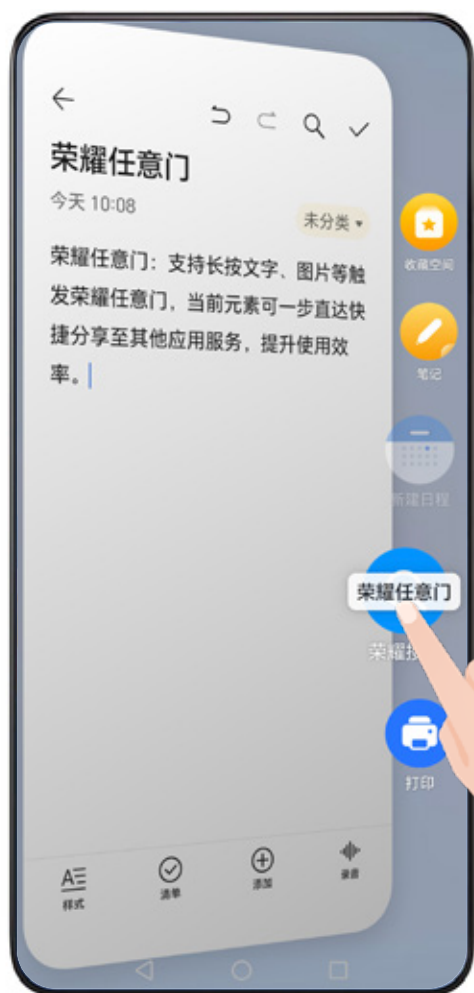 荣耀任意门
今天 10:08
未分类
荣耀任意门：支持长按文字、图片等触
发荣耀任意门，当前元素可一步直达快
捷分享至其他应用服务，提升使用效
率。
收藏空间
笔记
新建日程
荣耀任意门
荣耀
打印
样式
清单
添加
录音